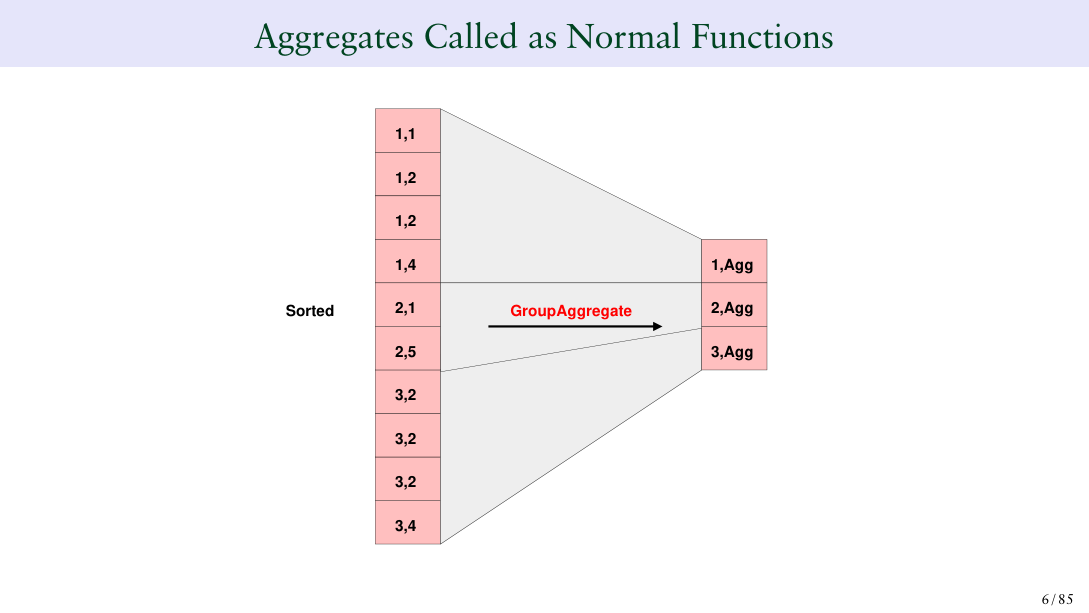 Aggregates Called as Normal Functions
1,1
1,2
1,2
1,4
2,1
2,5
3,2
3,2
3,2
3,4
Sorted
GroupAggregate
1,Agg
2,Agg
3,Agg
6 / 85